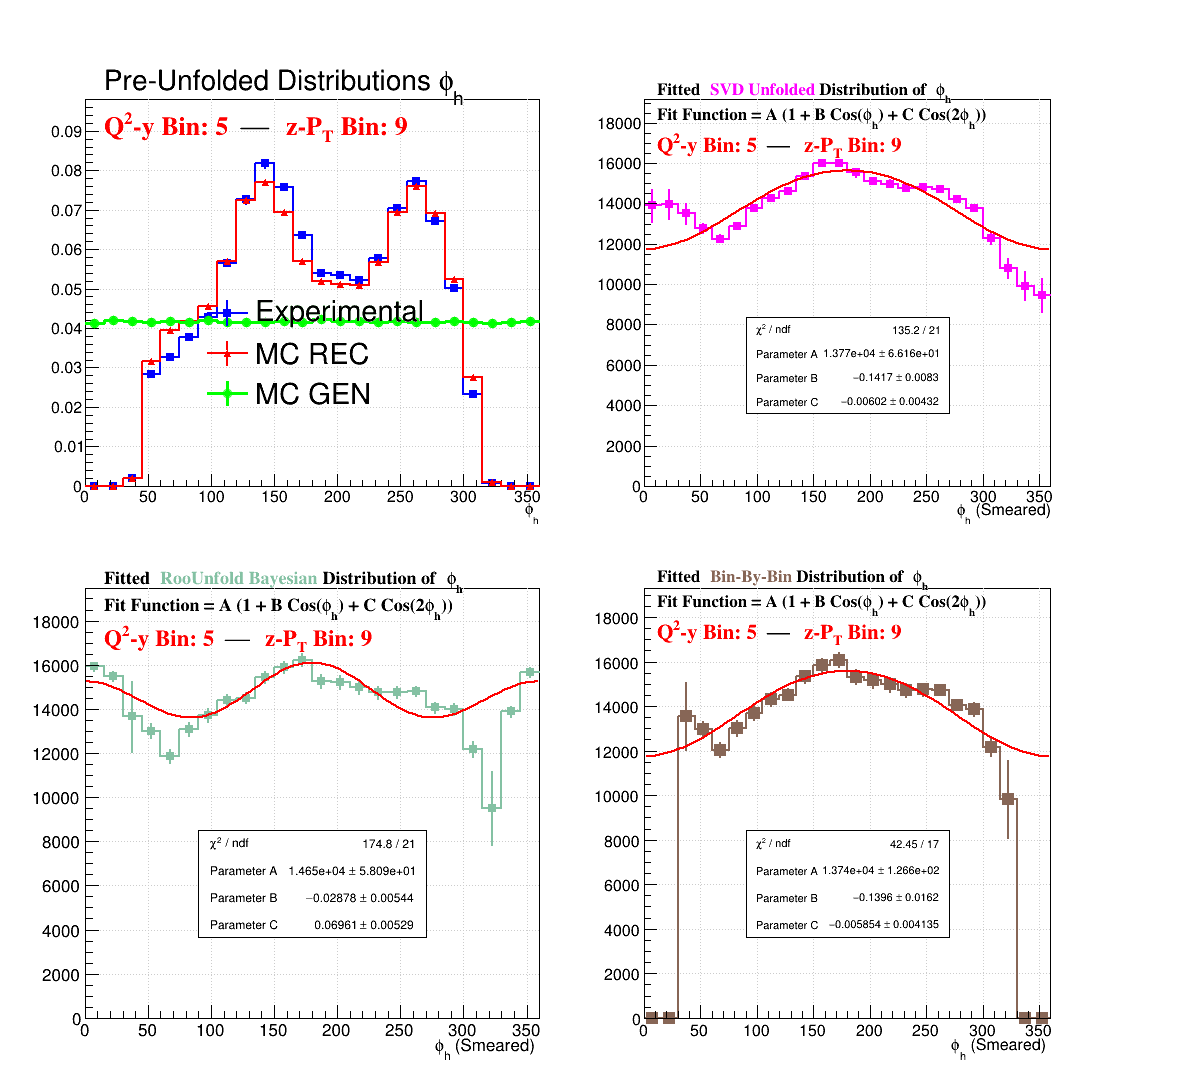 Pre-Unfolded Distributions ϕh
Q²-y Bin: 5 — z-PT Bin: 9
0.09
0.08
0.07
0.06
0.05
0.04
0.03
0.02
0.01
0
Experimental
MC REC
MC GEN
50 100 150 200 250 300 350
ϕh
Fitted SVD Unfolded Distribution of ϕh
Fit Function = A (1 + B Cos(ϕh) + C Cos(2ϕh))
Q²-y Bin: 5 — z-PT Bin: 9
18000
16000
14000
12000
10000
8000
6000
4000
2000
0
χ² / ndf 135.2 / 21
Parameter A 1.377e+04 ± 6.616e+01
Parameter B −0.1417 ± 0.0083
Parameter C −0.00602 ± 0.00432
0 50 100 150 200 250 300 350
ϕh (Smeared)
Fitted RooUnfold Bayesian Distribution of ϕh
Fit Function = A (1 + B Cos(ϕh) + C Cos(2ϕh))
Q²-y Bin: 5 — z-PT Bin: 9
18000
16000
14000
12000
10000
8000
6000
4000
2000
0
χ² / ndf 174.8 / 21
Parameter A 1.465e+04 ± 5.809e+01
Parameter B −0.02878 ± 0.00544
Parameter C 0.06961 ± 0.00529
0 50 100 150 200 250 300 350
ϕh (Smeared)
Fitted Bin-By-Bin Distribution of ϕh
Fit Function = A (1 + B Cos(ϕh) + C Cos(2ϕh))
Q²-y Bin: 5 — z-PT Bin: 9
18000
16000
14000
12000
10000
8000
6000
4000
2000
0
χ² / ndf 42.45 / 17
Parameter A 1.374e+04 ± 1.266e+02
Parameter B −0.1396 ± 0.0162
Parameter C −0.005854 ± 0.004135
0 50 100 150 200 250 300 350
ϕh (Smeared)